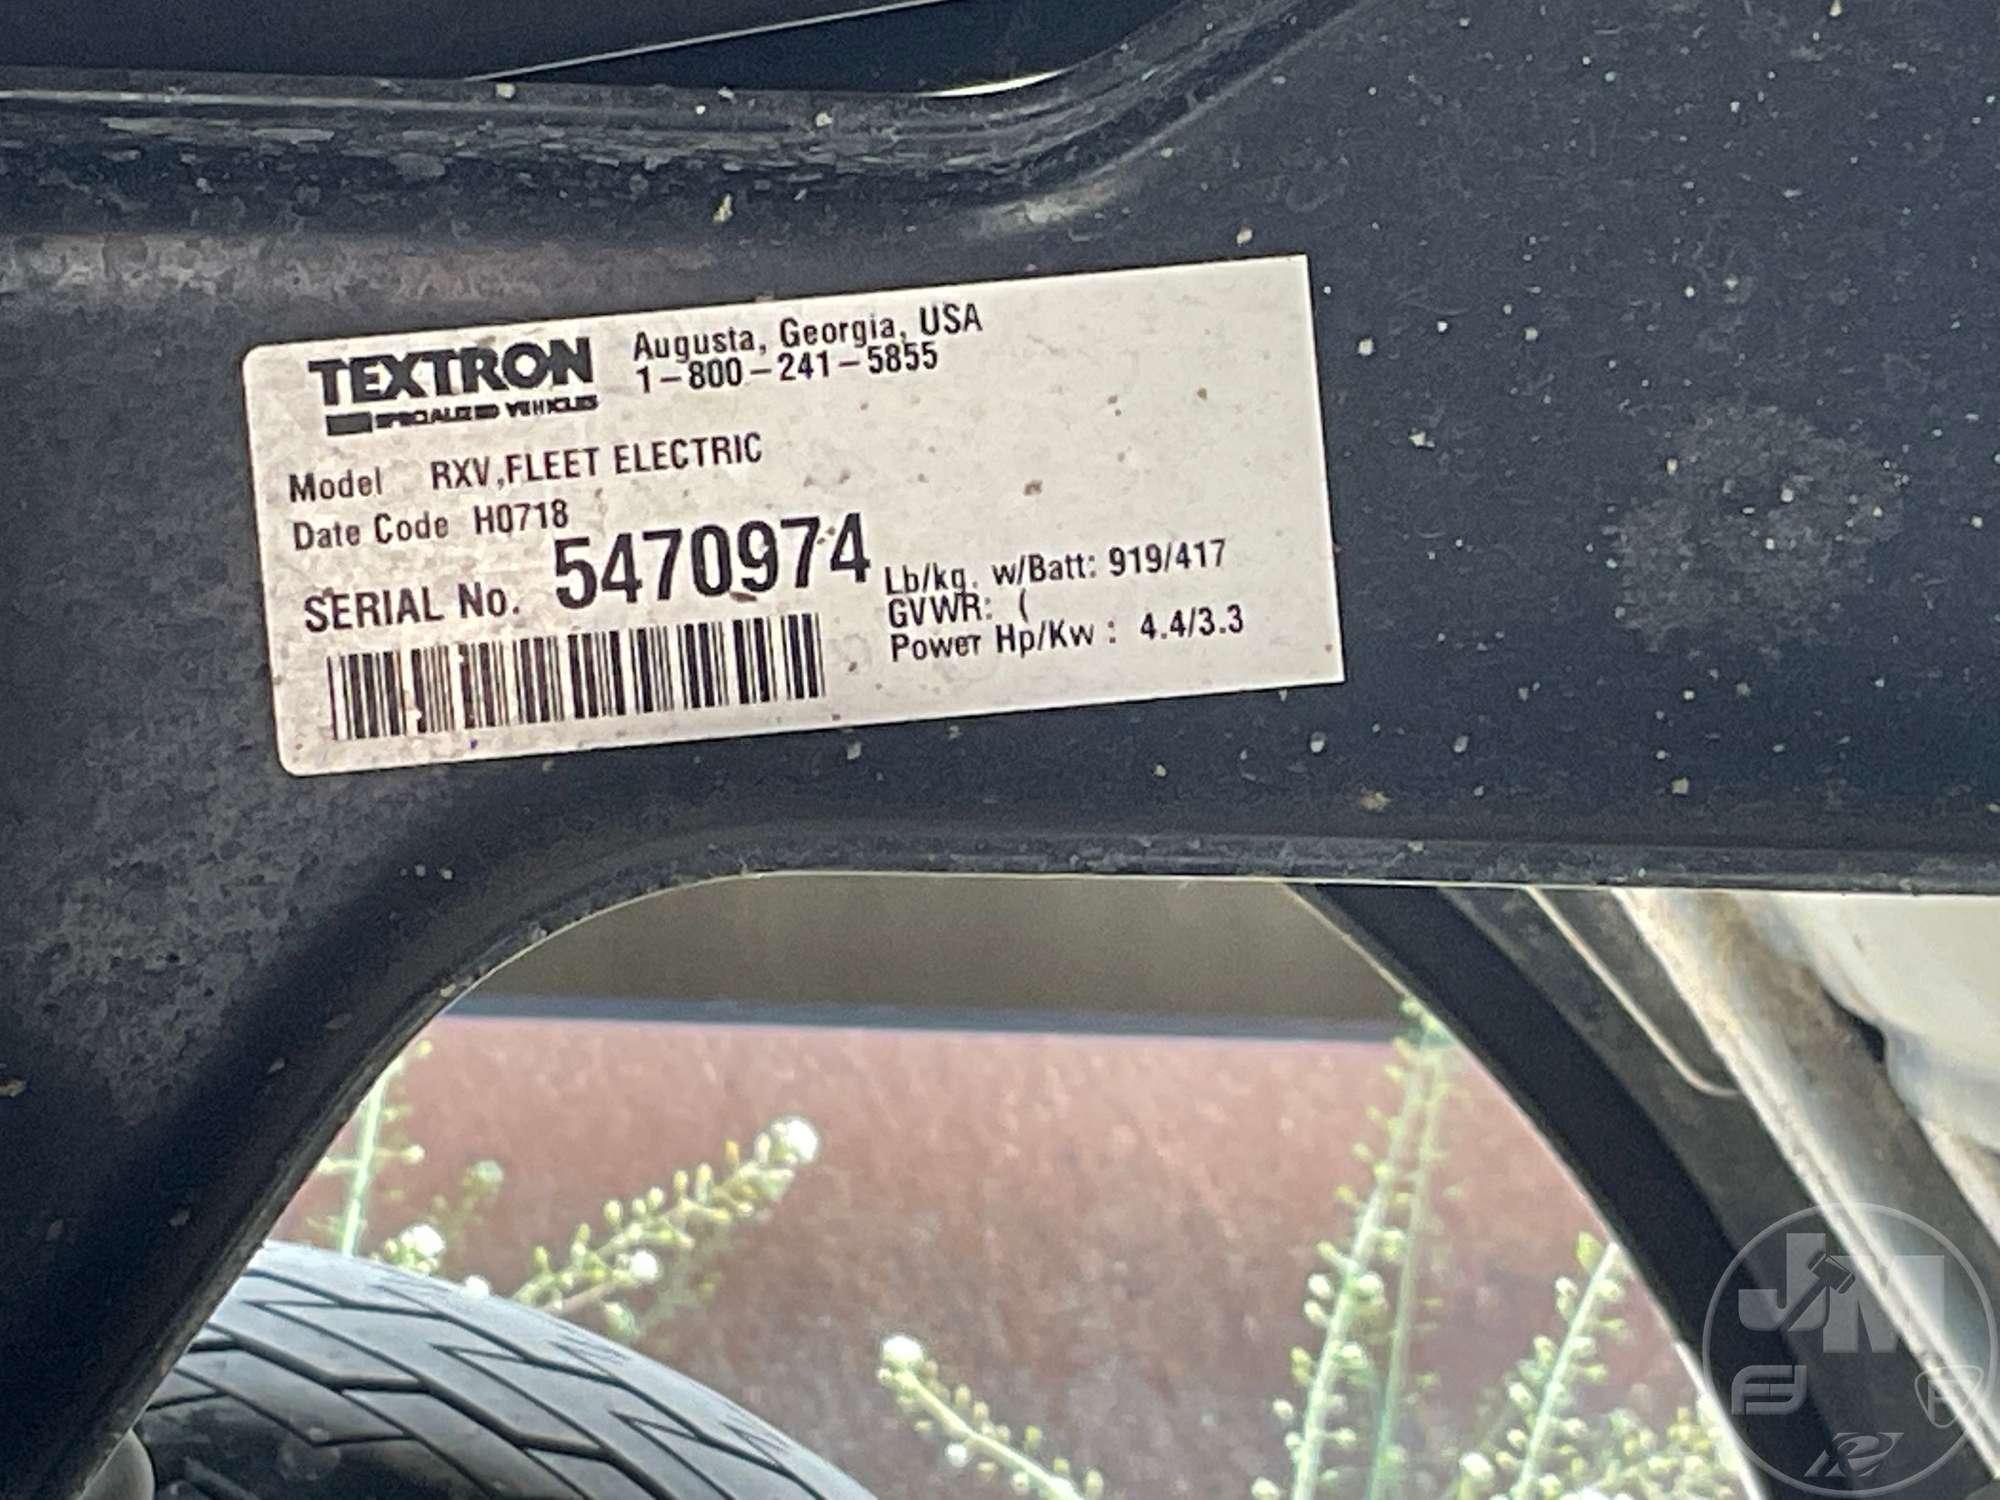 TEXTRON
SPECIALIZED VEHICLES
Augusta, Georgia, USA
1-800-241-5855
Model RXV,FLEET ELECTRIC
Date Code H0718
SERIAL No. 5470974
Lb/kg. w/Batt: 919/417
GVWR: (
Power Hp/Kw : 4.4/3.3
JM